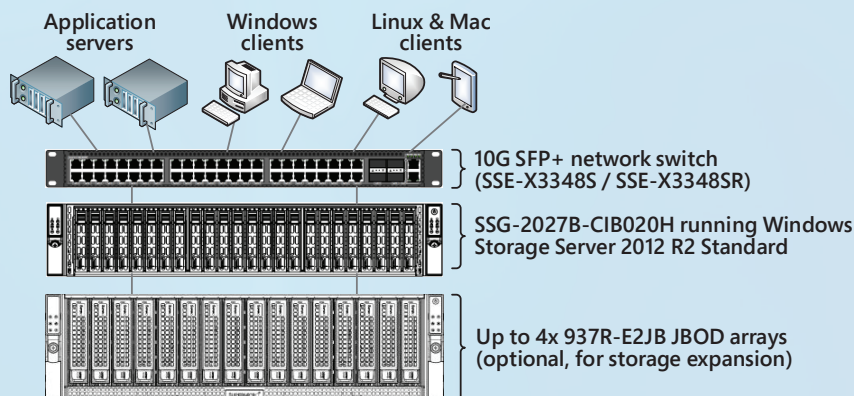 Application
servers
Windows
clients
Linux & Mac
clients
10G SFP+ network switch
(SSE-X3348S / SSE-X3348SR)
SSG-2027B-CIB020H running Windows
Storage Server 2012 R2 Standard
Up to 4x 937R-E2JB JBOD arrays
(optional, for storage expansion)